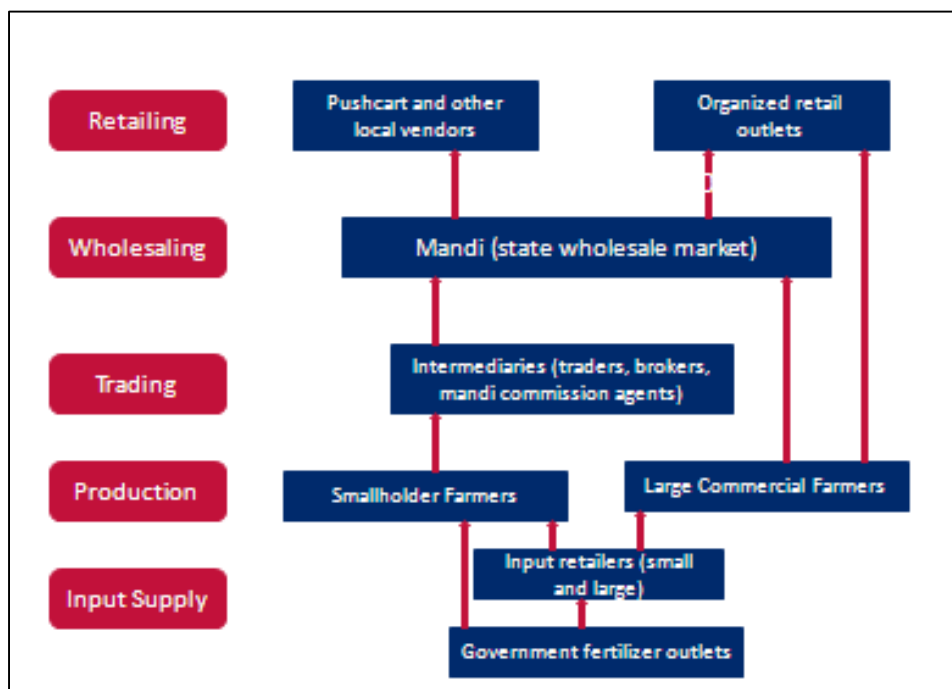 Retailing
Pushcart and other
local vendors
Organized retail
outlets
Wholesaling
Mandi (state wholesale market)
Trading
Intermediaries (traders, brokers,
mandi commission agents)
Production
Smallholder Farmers
Large Commercial Farmers
Input Supply
Input retailers (small
and large)
Government fertilizer outlets